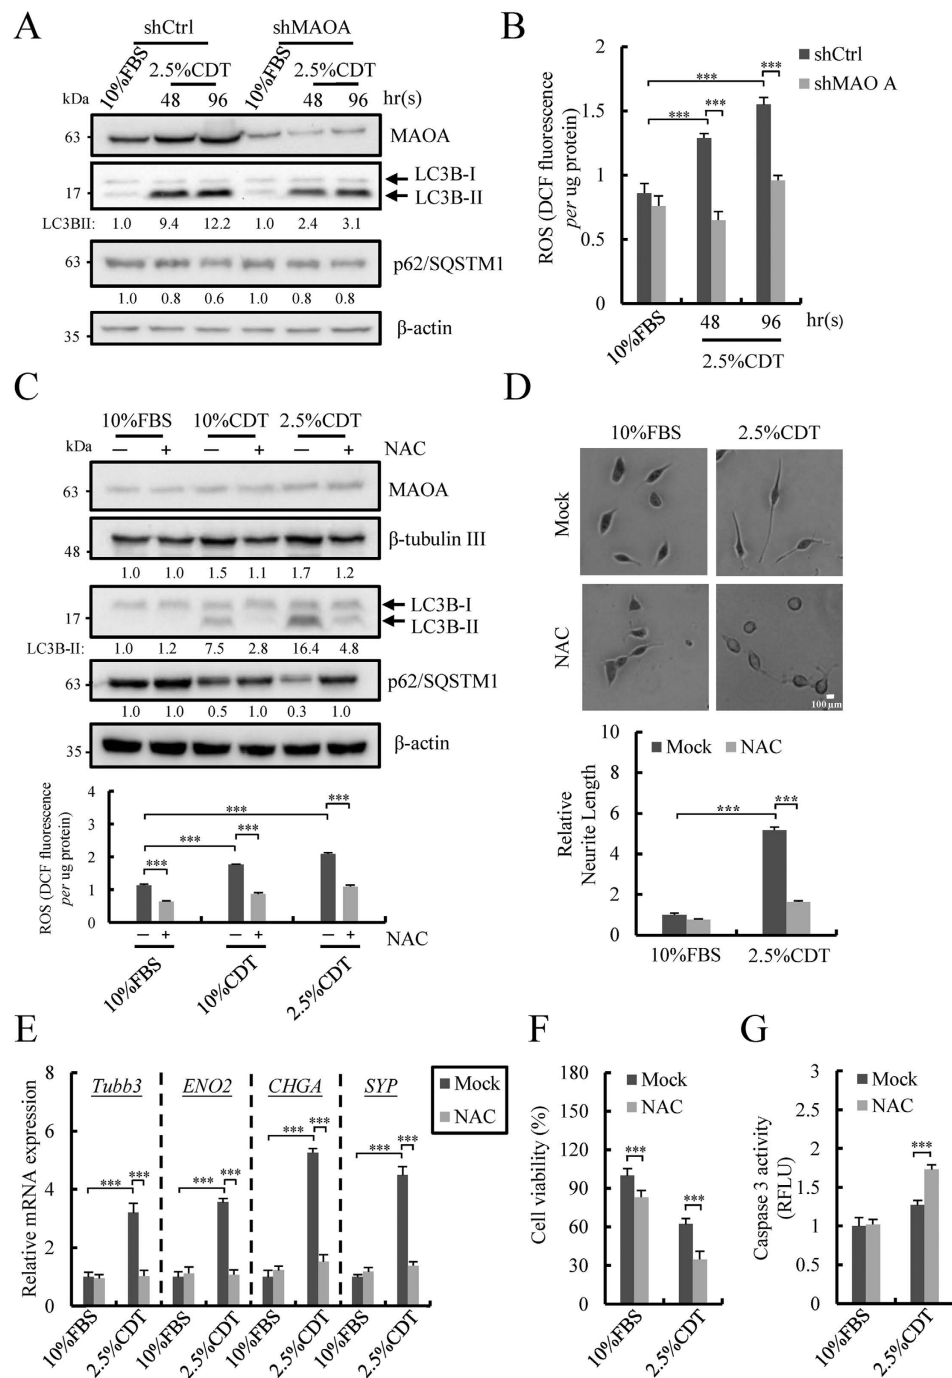 A
shCtrl shMAOA
10%FBS 2.5%CDT 10%FBS 2.5%CDT
kDa 48 96 48 96 hr(s)
63 MAOA
LC3B-I
17 LC3B-II
LC3BII: 1.0 9.4 12.2 1.0 2.4 3.1
63 p62/SQSTM1
1.0 0.8 0.6 1.0 0.8 0.8
35 β-actin
B
ROS (DCF fluorescence
per ug protein)
2
1.5
1
0.5
0
shCtrl
shMAO A
*** *** *** ***
10%FBS 48 96 hr(s)
2.5%CDT
C
10%FBS 10%CDT 2.5%CDT
kDa — + — + — + NAC
63 MAOA
48 β-tubulin III
1.0 1.0 1.5 1.1 1.7 1.2
LC3B-I
17 LC3B-II
LC3B-II: 1.0 1.2 7.5 2.8 16.4 4.8
63 p62/SQSTM1
1.0 1.0 0.5 1.0 0.3 1.0
35 β-actin
ROS (DCF fluorescence
per ug protein)
4
3
2
1
0
*** *** *** *** ***
— + — + — + NAC
10%FBS 10%CDT 2.5%CDT
D
10%FBS 2.5%CDT
Mock
NAC
100 μm
Relative
Neurite Length
10
8
6
4
2
0
Mock NAC
*** ***
10%FBS 2.5%CDT
E
Relative mRNA expression
8
6
4
2
0
Tubb3 ENO2 CHGA SYP
Mock
NAC
*** *** *** *** *** *** *** ***
10%FBS 2.5%CDT 10%FBS 2.5%CDT 10%FBS 2.5%CDT 10%FBS 2.5%CDT
F
Cell viability (%)
180
150
120
90
60
30
0
Mock
NAC
*** ***
10%FBS 2.5%CDT
G
Caspase 3 activity
(RFLU)
3
2.5
2
1.5
1
0.5
0
Mock
NAC
***
10%FBS 2.5%CDT